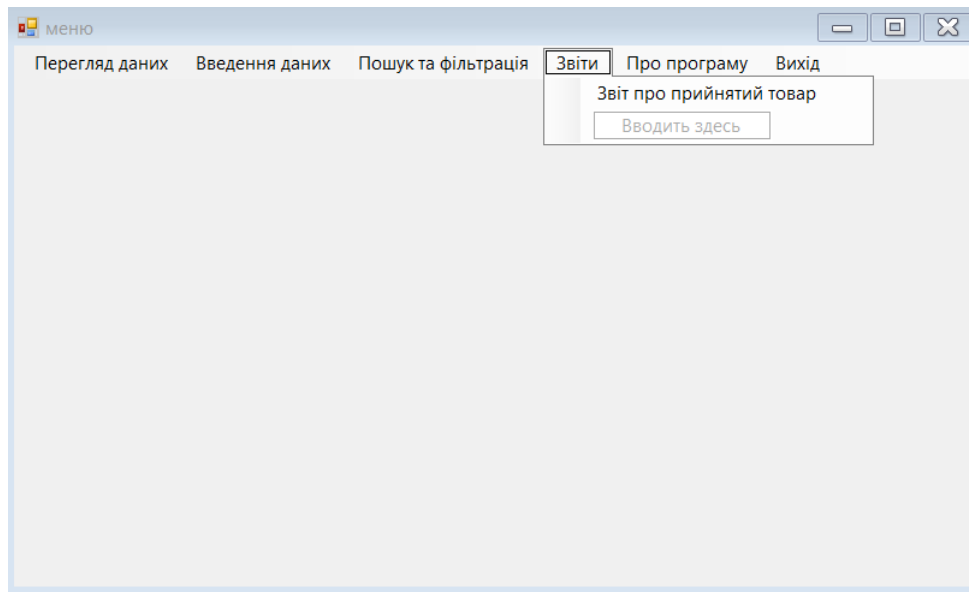 меню
Перегляд даних Введення даних Пошук та фільтрація Звіти Про програму Вихід
Звіт про прийнятий товар
Вводить здесь